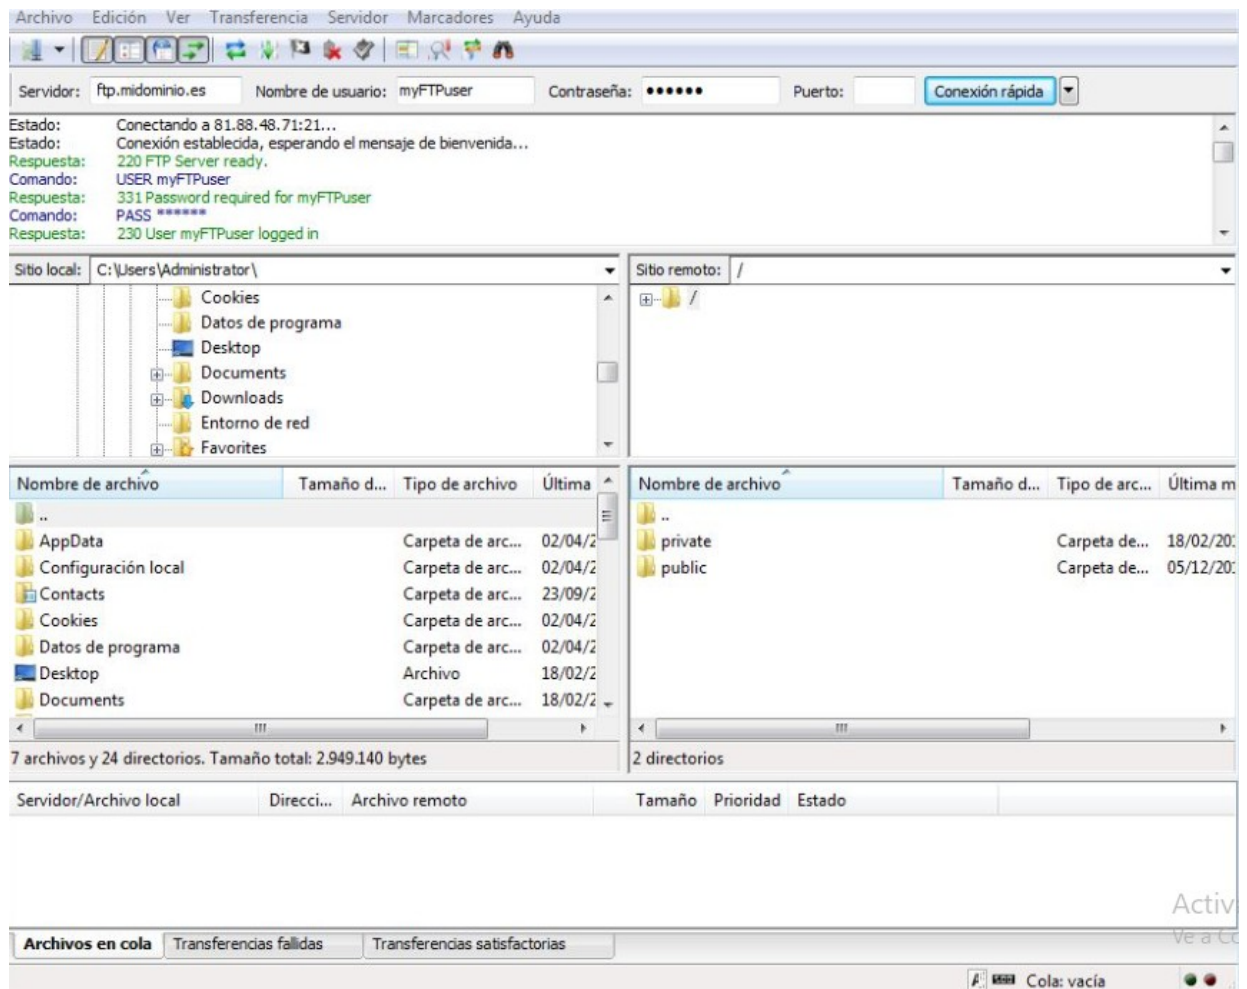 Archivo Edición Ver Transferencia Servidor Marcadores Ayuda
Servidor: ftp.midominio.es Nombre de usuario: myFTPuser Contraseña: •••••• Puerto: Conexión rápida
Estado: Conectando a 81.88.48.71:21...
Estado: Conexión establecida, esperando el mensaje de bienvenida...
Respuesta: 220 FTP Server ready.
Comando: USER myFTPuser
Respuesta: 331 Password required for myFTPuser
Comando: PASS ******
Respuesta: 230 User myFTPuser logged in
Sitio local: C:\Users\Administrator\
Cookies
Datos de programa
Desktop
Documents
Downloads
Entorno de red
Favorites
Sitio remoto: /
/
Nombre de archivo Tamaño d... Tipo de archivo Última
..
AppData Carpeta de arc... 02/04/2
Configuración local Carpeta de arc... 02/04/2
Contacts Carpeta de arc... 23/09/2
Cookies Carpeta de arc... 02/04/2
Datos de programa Carpeta de arc... 02/04/2
Desktop Archivo 18/02/2
Documents Carpeta de arc... 18/02/2
7 archivos y 24 directorios. Tamaño total: 2.949.140 bytes
Nombre de archivo Tamaño d... Tipo de arc... Última m
..
private Carpeta de... 18/02/20
public Carpeta de... 05/12/20
2 directorios
Servidor/Archivo local Direcci... Archivo remoto Tamaño Prioridad Estado
Activ
Ve a Co
Archivos en cola Transferencias fallidas Transferencias satisfactorias
Cola: vacía